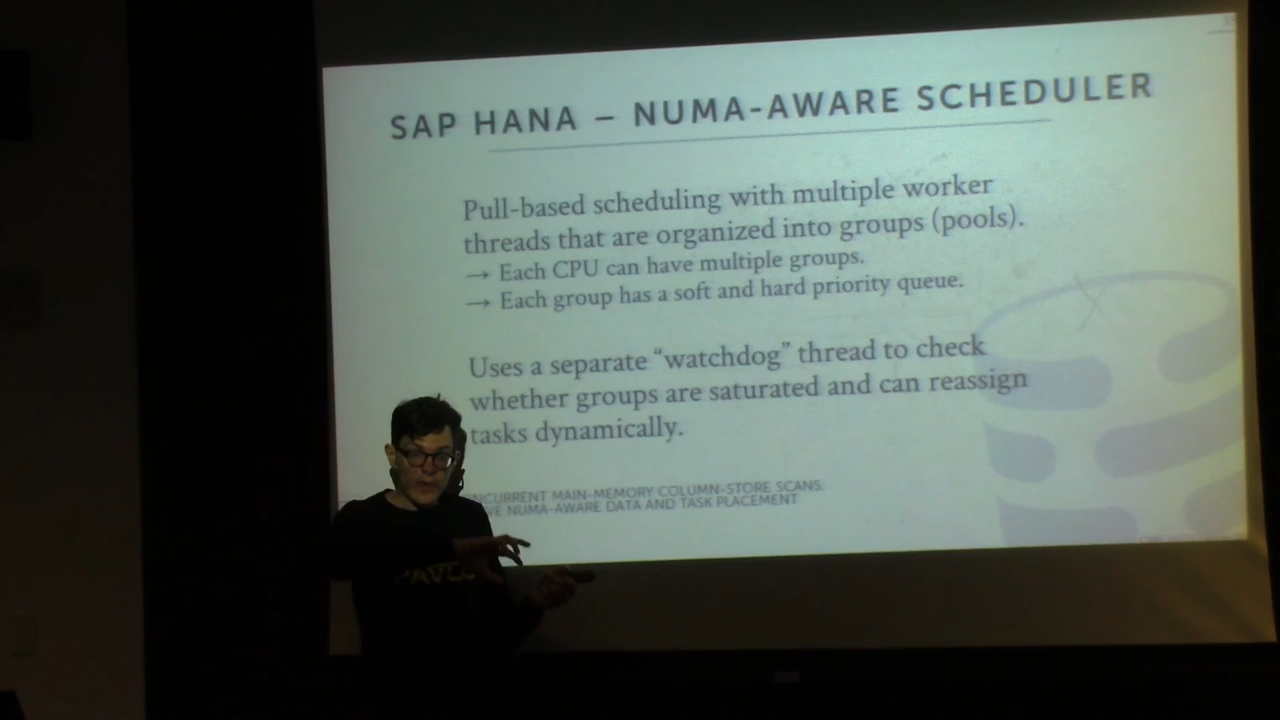 SAP HANA – NUMA-AWARE SCHEDULER
Pull-based scheduling with multiple worker
threads that are organized into groups (pools).
→ Each CPU can have multiple groups.
→ Each group has a soft and hard priority queue.
Uses a separate “watchdog” thread to check
whether groups are saturated and can reassign
tasks dynamically.
NCURRENT MAIN-MEMORY COLUMN-STORE SCANS:
VE NUMA-AWARE DATA AND TASK PLACEMENT